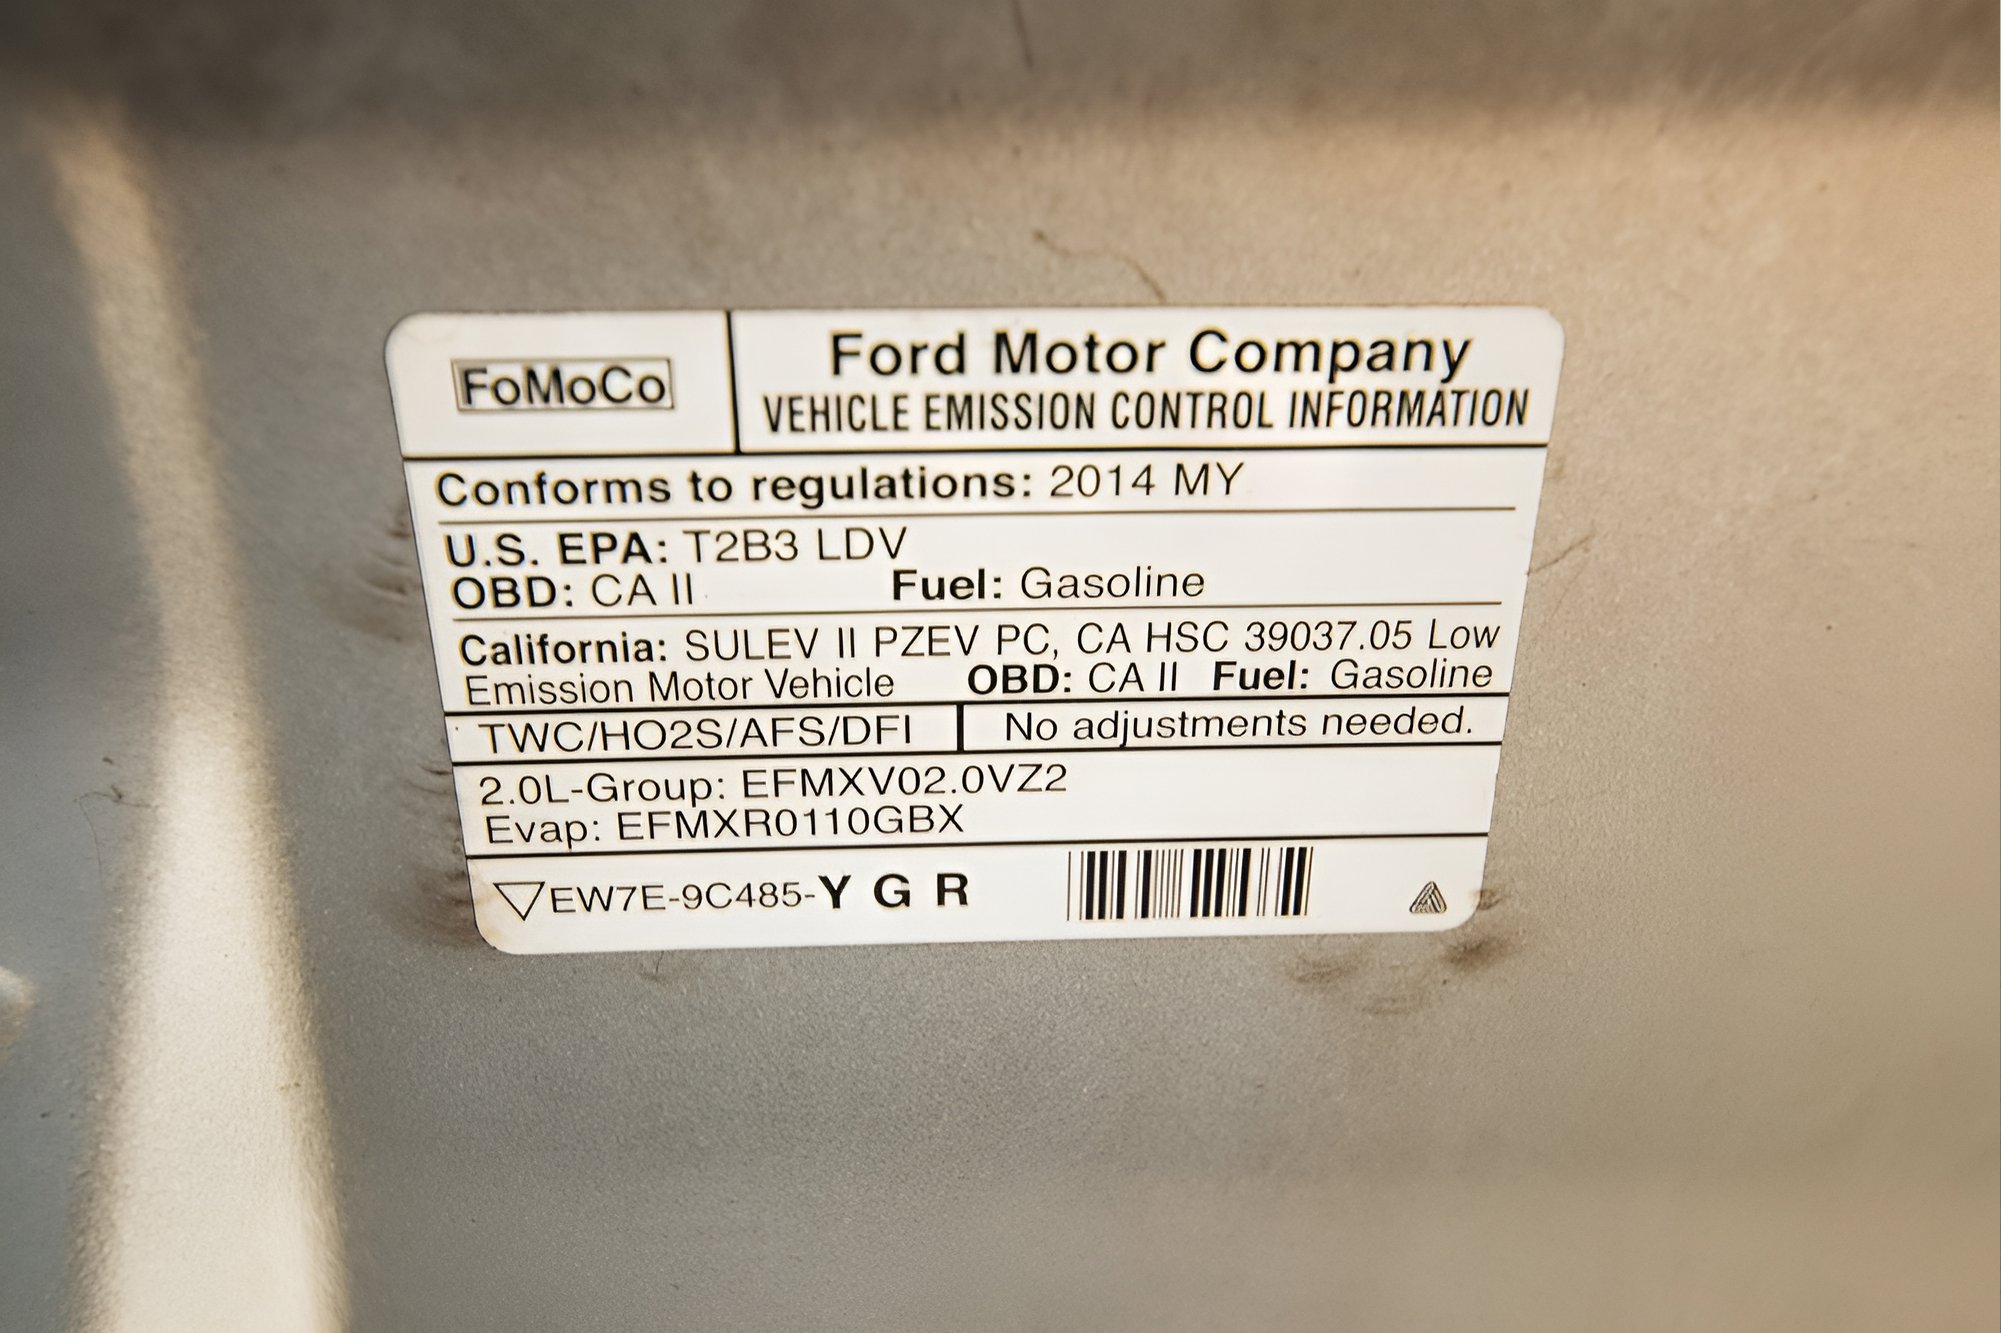 FoMoCo
Ford Motor Company
VEHICLE EMISSION CONTROL INFORMATION
Conforms to regulations: 2014 MY
U.S. EPA: T2B3 LDV
OBD: CA II Fuel: Gasoline
California: SULEV II PZEV PC, CA HSC 39037.05 Low
Emission Motor Vehicle OBD: CA II Fuel: Gasoline
TWC/HO2S/AFS/DFI
No adjustments needed.
2.0L-Group: EFMXV02.0VZ2
Evap: EFMXR0110GBX
EW7E-9C485-Y G R